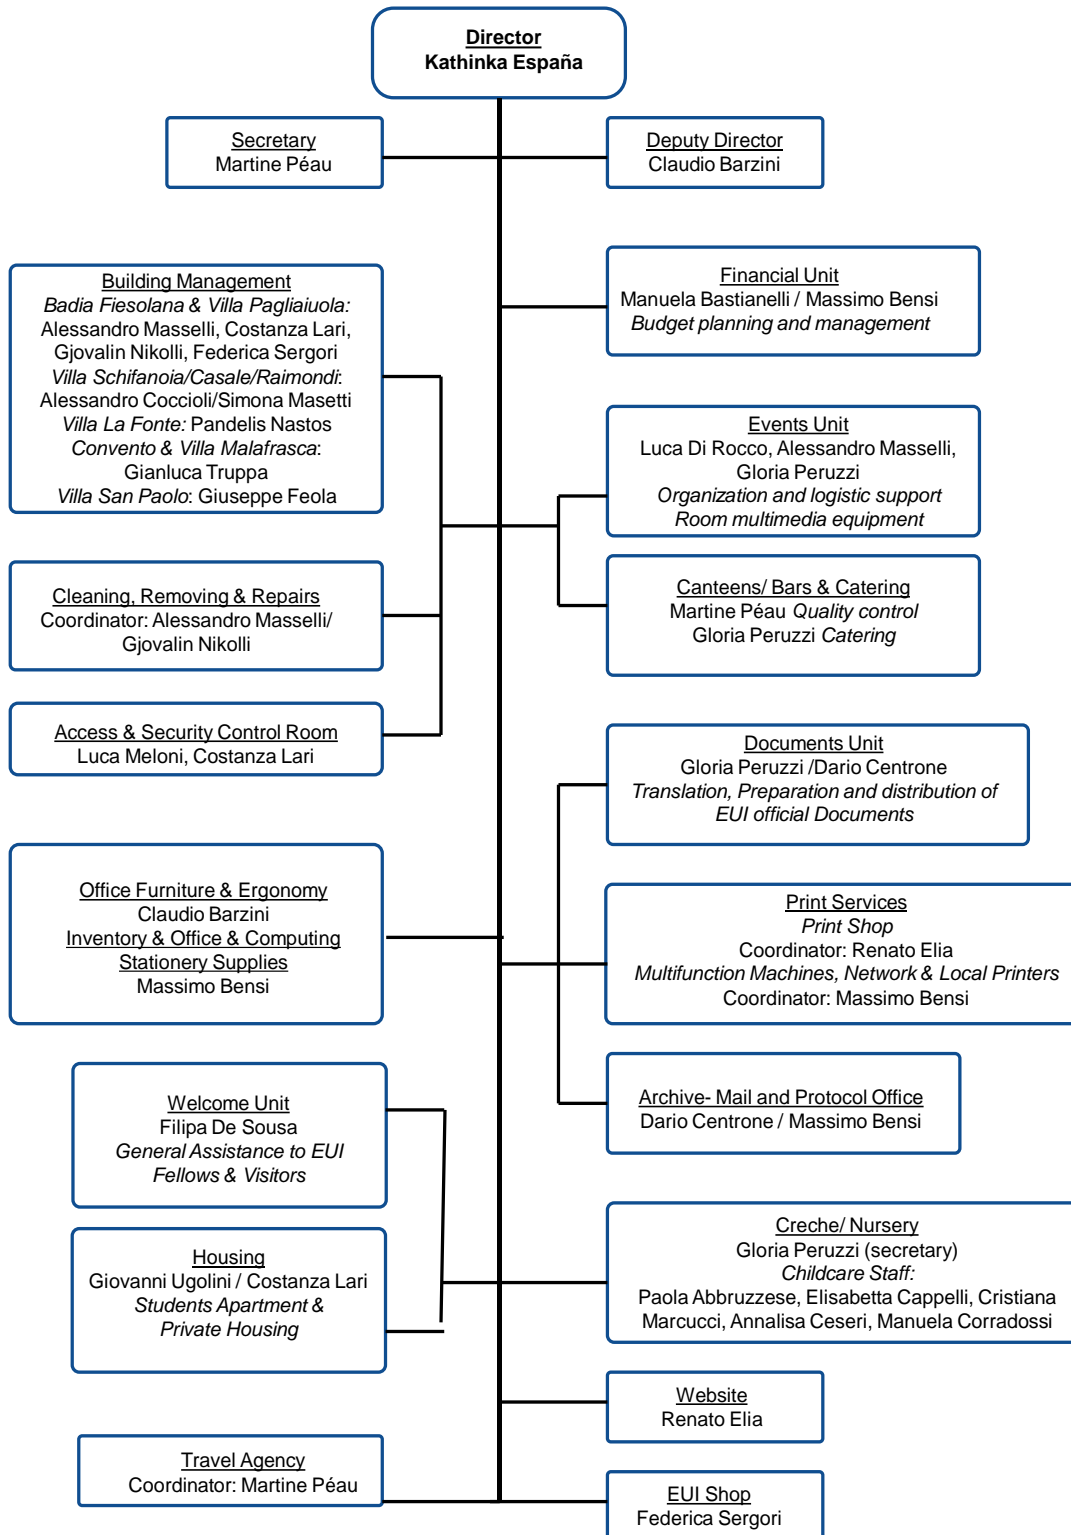 Director
Kathinka España
Secretary
Martine Péau
Deputy Director
Claudio Barzini
Building Management
Badia Fiesolana & Villa Pagliaiuola:
Alessandro Masselli, Costanza Lari,
Gjovalin Nikolli, Federica Sergori
Villa Schifanoia/Casale/Raimondi:
Alessandro Coccioli/Simona Masetti
Villa La Fonte: Pandelis Nastos
Convento & Villa Malafrasca:
Gianluca Truppa
Villa San Paolo: Giuseppe Feola
Financial Unit
Manuela Bastianelli / Massimo Bensi
Budget planning and management
Events Unit
Luca Di Rocco, Alessandro Masselli,
Gloria Peruzzi
Organization and logistic support
Room multimedia equipment
Cleaning, Removing & Repairs
Coordinator: Alessandro Masselli/
Gjovalin Nikolli
Canteens/ Bars & Catering
Martine Péau Quality control
Gloria Peruzzi Catering
Access & Security Control Room
Luca Meloni, Costanza Lari
Documents Unit
Gloria Peruzzi /Dario Centrone
Translation, Preparation and distribution of
EUI official Documents
Office Furniture & Ergonomy
Claudio Barzini
Inventory & Office & Computing
Stationery Supplies
Massimo Bensi
Print Services
Print Shop
Coordinator: Renato Elia
Multifunction Machines, Network & Local Printers
Coordinator: Massimo Bensi
Welcome Unit
Filipa De Sousa
General Assistance to EUI
Fellows & Visitors
Archive- Mail and Protocol Office
Dario Centrone / Massimo Bensi
Housing
Giovanni Ugolini / Costanza Lari
Students Apartment &
Private Housing
Creche/ Nursery
Gloria Peruzzi (secretary)
Childcare Staff:
Paola Abbruzzese, Elisabetta Cappelli, Cristiana
Marcucci, Annalisa Ceseri, Manuela Corradossi
Website
Renato Elia
Travel Agency
Coordinator: Martine Péau
EUI Shop
Federica Sergori